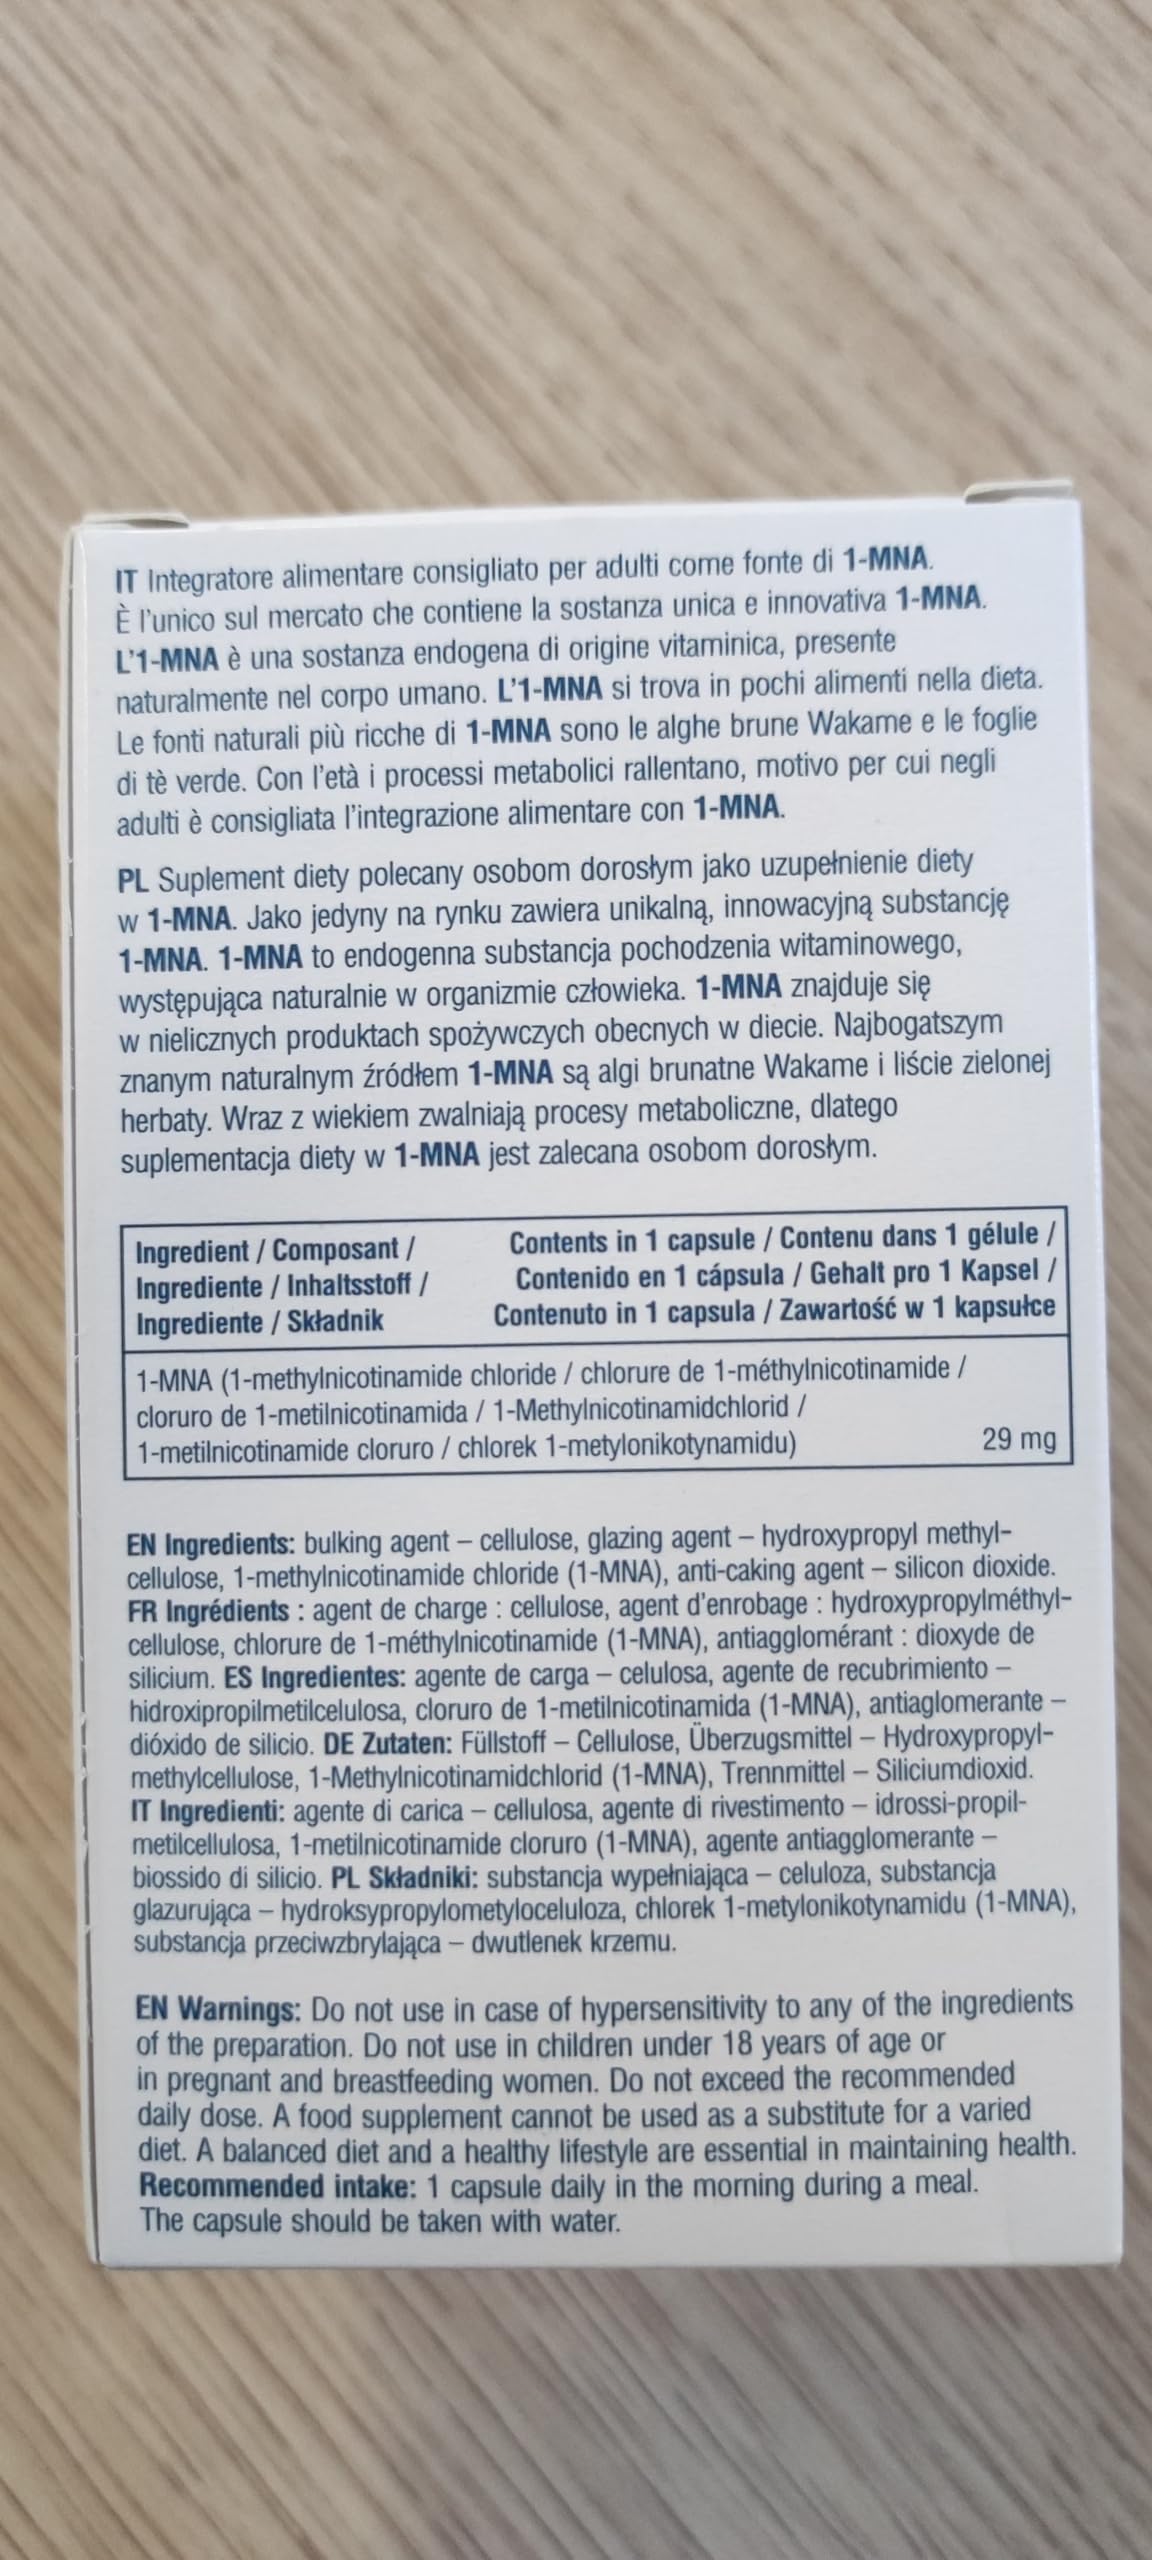 IT Integratore alimentare consigliato per adulti come fonte di 1-MNA.
È l'unico sul mercato che contiene la sostanza unica e innovativa 1-MNA.
L'1-MNA è una sostanza endogena di origine vitaminica, presente
naturalmente nel corpo umano. L'1-MNA si trova in pochi alimenti nella dieta.
Le fonti naturali più ricche di 1-MNA sono le alghe brune Wakame e le foglie
di tè verde. Con l'età i processi metabolici rallentano, motivo per cui negli
adulti è consigliata l'integrazione alimentare con 1-MNA.
PL Suplement diety polecany osobom dorosłym jako uzupełnienie diety
w 1-MNA. Jako jedyny na rynku zawiera unikalną, innowacyjną substancję
1-MNA. 1-MNA to endogenna substancja pochodzenia witaminowego,
występująca naturalnie w organizmie człowieka. 1-MNA znajduje się
w nielicznych produktach spożywczych obecnych w diecie. Najbogatszym
znanym naturalnym źródłem 1-MNA są algi brunatne Wakame i liście zielonej
herbaty. Wraz z wiekiem zwalniają procesy metaboliczne, dlatego
suplementacja diety w 1-MNA jest zalecana osobom dorosłym.
Ingredient / Composant /
Ingrediente / Inhaltsstoff /
Ingrediente / Składnik
Contents in 1 capsule / Contenu dans 1 gélule /
Contenido en 1 cápsula / Gehalt pro 1 Kapsel /
Contenuto in 1 capsula / Zawartość w 1 kapsułce
1-MNA (1-methylnicotinamide chloride / chlorure de 1-méthylnicotinamide /
cloruro de 1-metilnicotinamida / 1-Methylnicotinamidchlorid /
1-metilnicotinamide cloruro / chlorek 1-metylonikotynamidu) 29 mg
EN Ingredients: bulking agent – cellulose, glazing agent – hydroxypropyl methyl-
cellulose, 1-methylnicotinamide chloride (1-MNA), anti-caking agent – silicon dioxide.
FR Ingrédients : agent de charge : cellulose, agent d'enrobage : hydroxypropylméthyl-
cellulose, chlorure de 1-méthylnicotinamide (1-MNA), antiagglomérant : dioxyde de
silicium. ES Ingredientes: agente de carga – celulosa, agente de recubrimiento –
hidroxipropilmetilcelulosa, cloruro de 1-metilnicotinamida (1-MNA), antiaglomerante –
dióxido de silicio. DE Zutaten: Füllstoff – Cellulose, Überzugsmittel – Hydroxypropyl-
methylcellulose, 1-Methylnicotinamidchlorid (1-MNA), Trennmittel – Siliciumdioxid.
IT Ingredienti: agente di carica – cellulosa, agente di rivestimento – idrossi-propil-
metilcellulosa, 1-metilnicotinamide cloruro (1-MNA), agente antiagglomerante –
biossido di silicio. PL Składniki: substancja wypełniająca – celuloza, substancja
glazurująca – hydroksypropylometyloceluloza, chlorek 1-metylonikotynamidu (1-MNA),
substancja przeciwzbrylająca – dwutlenek krzemu.
EN Warnings: Do not use in case of hypersensitivity to any of the ingredients
of the preparation. Do not use in children under 18 years of age or
in pregnant and breastfeeding women. Do not exceed the recommended
daily dose. A food supplement cannot be used as a substitute for a varied
diet. A balanced diet and a healthy lifestyle are essential in maintaining health.
Recommended intake: 1 capsule daily in the morning during a meal.
The capsule should be taken with water.